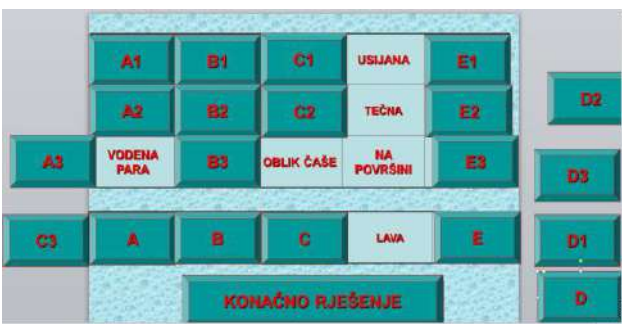 A1 B1 C1 USIJANA E1
D2
A2 B2 C2 TEČNA E2
A3 VODENA PARA B3 OBLIK ČAŠE NA POVRŠINI E3
D3
C3 A B C LAVA E
D1
KONAČNO RJEŠENJE
D